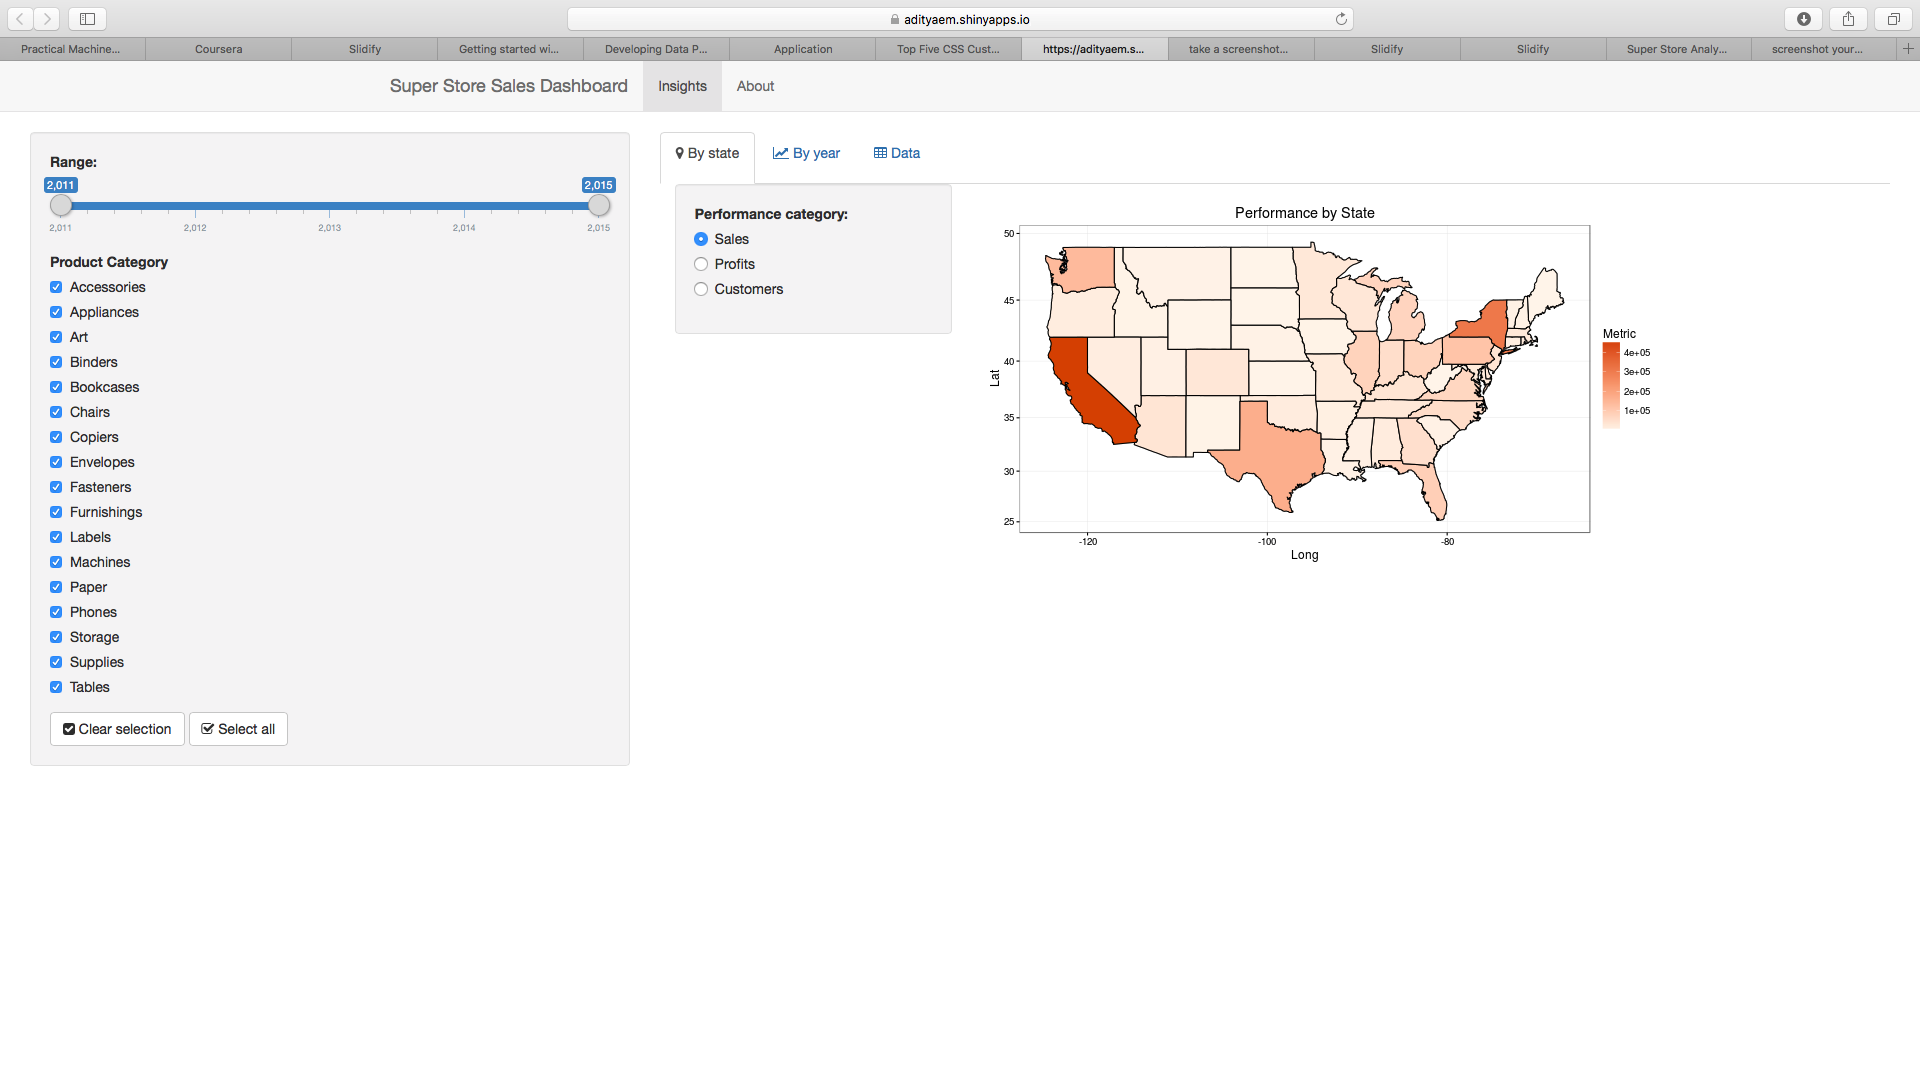 adityaem.shinyapps.io
Practical Machine...
Coursera
Slidify
Getting started wi...
Developing Data P...
Application
Top Five CSS Cust...
https://adityaem.s...
take a screenshot...
Slidify
Slidify
Super Store Analy...
screenshot your...
Super Store Sales Dashboard
Insights
About
Range:
2,011
2,015
2,011
2,012
2,013
2,014
2,015
Product Category
Accessories
Appliances
Art
Binders
Bookcases
Chairs
Copiers
Envelopes
Fasteners
Furnishings
Labels
Machines
Paper
Phones
Storage
Supplies
Tables
Clear selection
Select all
By state
By year
Data
Performance category:
Sales
Profits
Customers
Performance by State
50
45
40
35
30
25
Lat
-120
-100
-80
Long
Metric
4e+05
3e+05
2e+05
1e+05